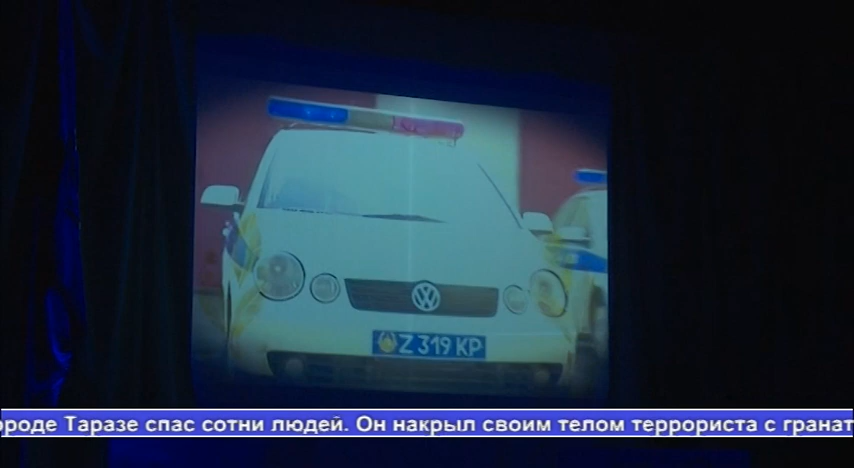 Z 319 KP
ороде Таразе спас сотни людей. Он накрыл своим телом террориста с гранат